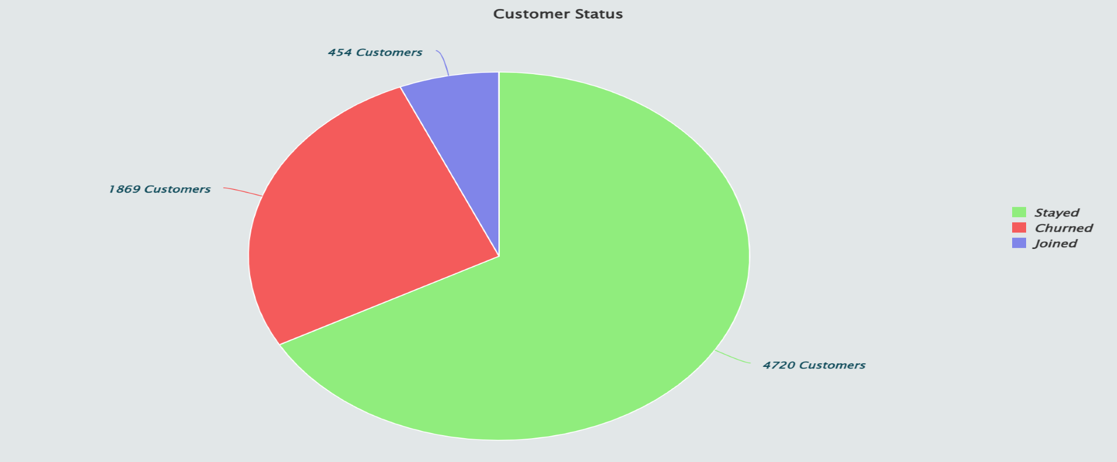 Customer Status
454 Customers
1869 Customers
4720 Customers
Stayed
Churned
Joined